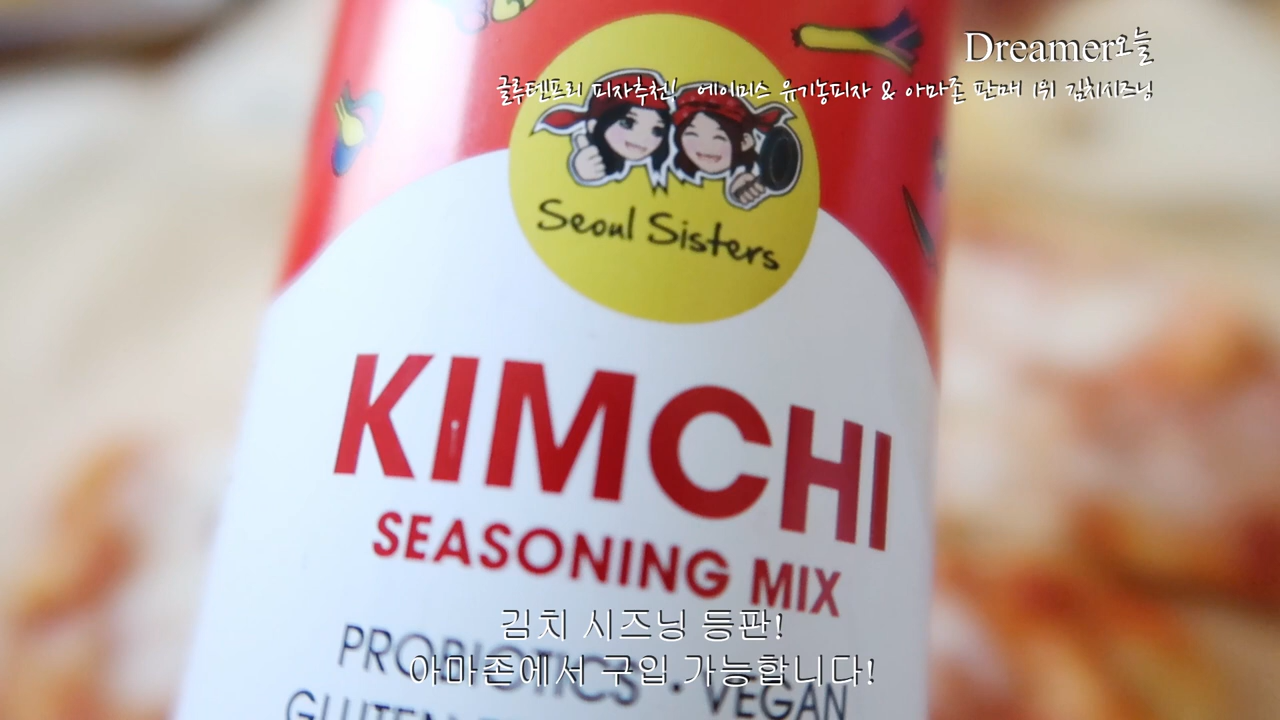 Dreamer오늘
글루텐프리 피자추천! 에이미스 유기농피자 & 아마존 판매 1위 김치시즈닝
Seoul Sisters
KIMCHI
SEASONING MIX
김치 시즈닝 등판!
PROBIOTICS · VEGAN
아마존에서 구입 가능합니다!
GLUTEN